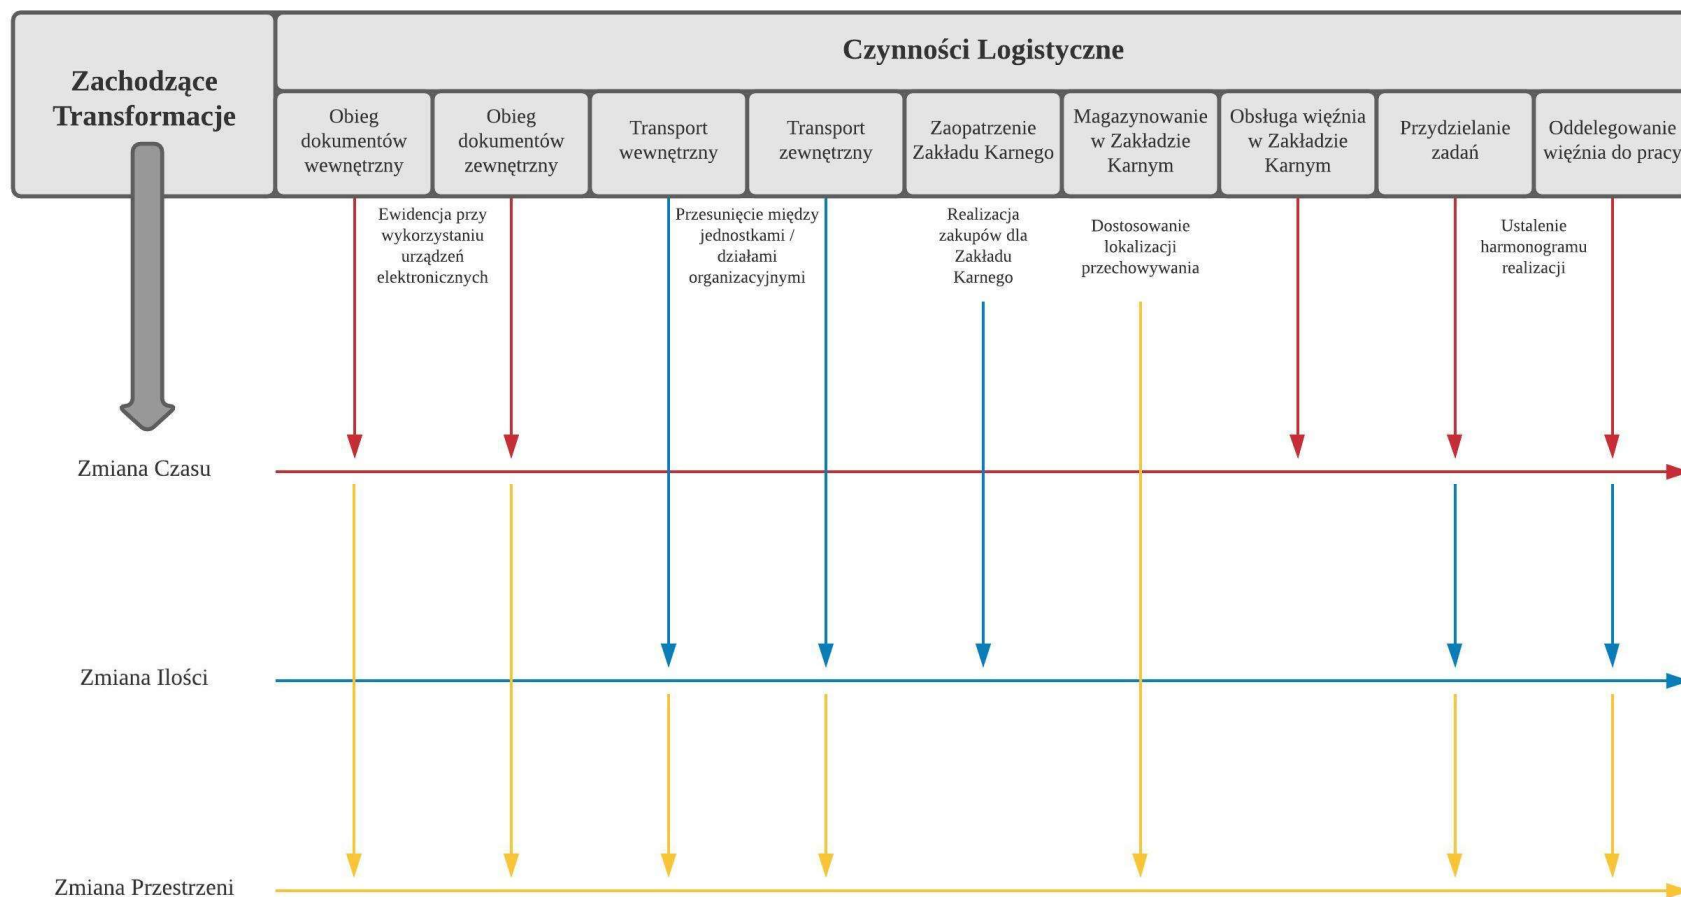 Zachodzące
Transformacje
Czynności Logistyczne
Obieg
dokumentów
wewnętrzny
Obieg
dokumentów
zewnętrzny
Transport
wewnętrzny
Transport
zewnętrzny
Zaopatrzenie
Zakładu Karnego
Magazynowanie
w Zakładzie
Karnym
Obsługa więźnia
w Zakładzie
Karnym
Przydzielanie
zadań
Oddelegowanie
więźnia do pracy
Ewidencja przy
wykorzystaniu
urządzeń
elektronicznych
Przesunięcie między
jednostkami /
działami
organizacyjnymi
Realizacja
zakupów dla
Zakładu
Karnego
Dostosowanie
lokalizacji
przechowywania
Ustalenie
harmonogramu
realizacji
Zmiana Czasu
Zmiana Ilości
Zmiana Przestrzeni